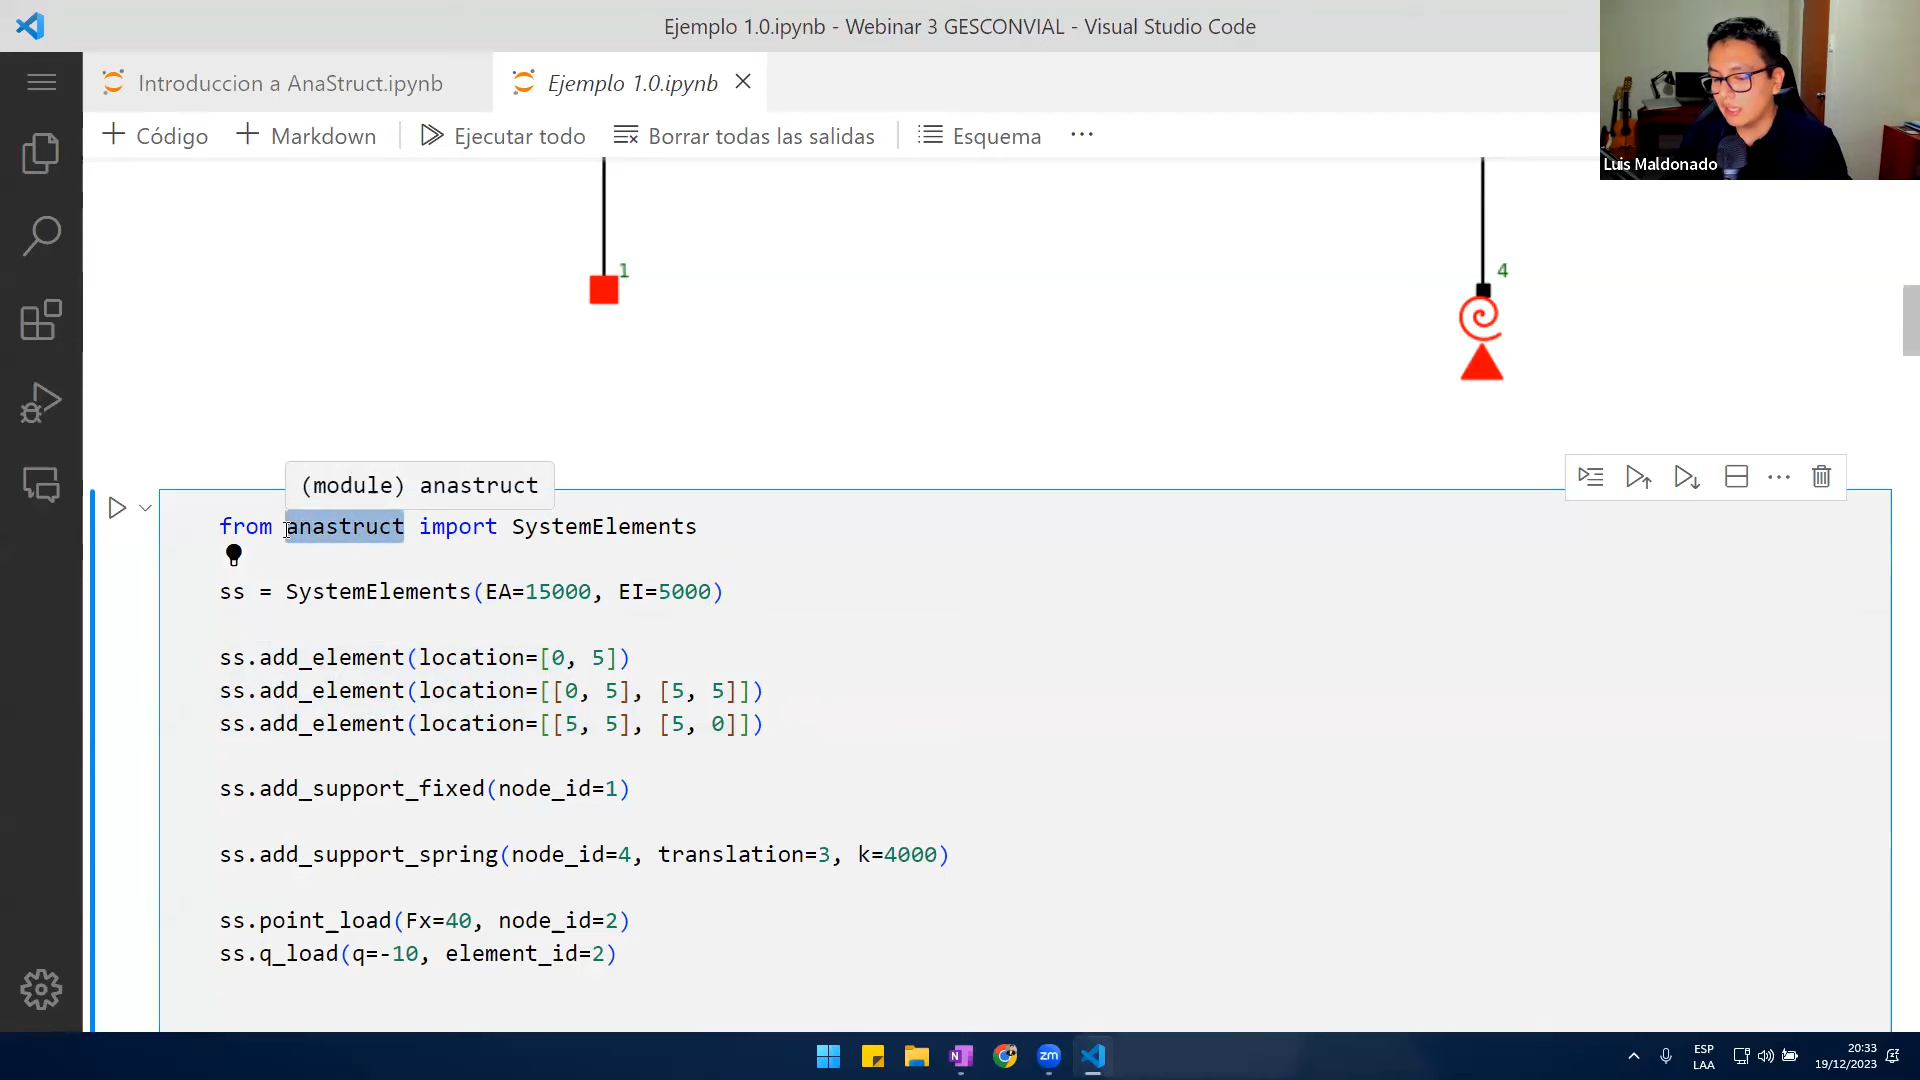 Ejemplo 1.0.ipynb - Webinar 3 GESCONVIAL - Visual Studio Code
Introduccion a AnaStruct.ipynb
Ejemplo 1.0.ipynb
Código
Markdown
Ejecutar todo
Borrar todas las salidas
Esquema
Luis Maldonado
1
4
(module) anastruct
from anastruct import SystemElements
ss = SystemElements(EA=15000, EI=5000)
ss.add_element(location=[0, 5])
ss.add_element(location=[[0, 5], [5, 5]])
ss.add_element(location=[[5, 5], [5, 0]])
ss.add_support_fixed(node_id=1)
ss.add_support_spring(node_id=4, translation=3, k=4000)
ss.point_load(Fx=40, node_id=2)
ss.q_load(q=-10, element_id=2)
zm
ESP
LAA
20:33
19/12/2023